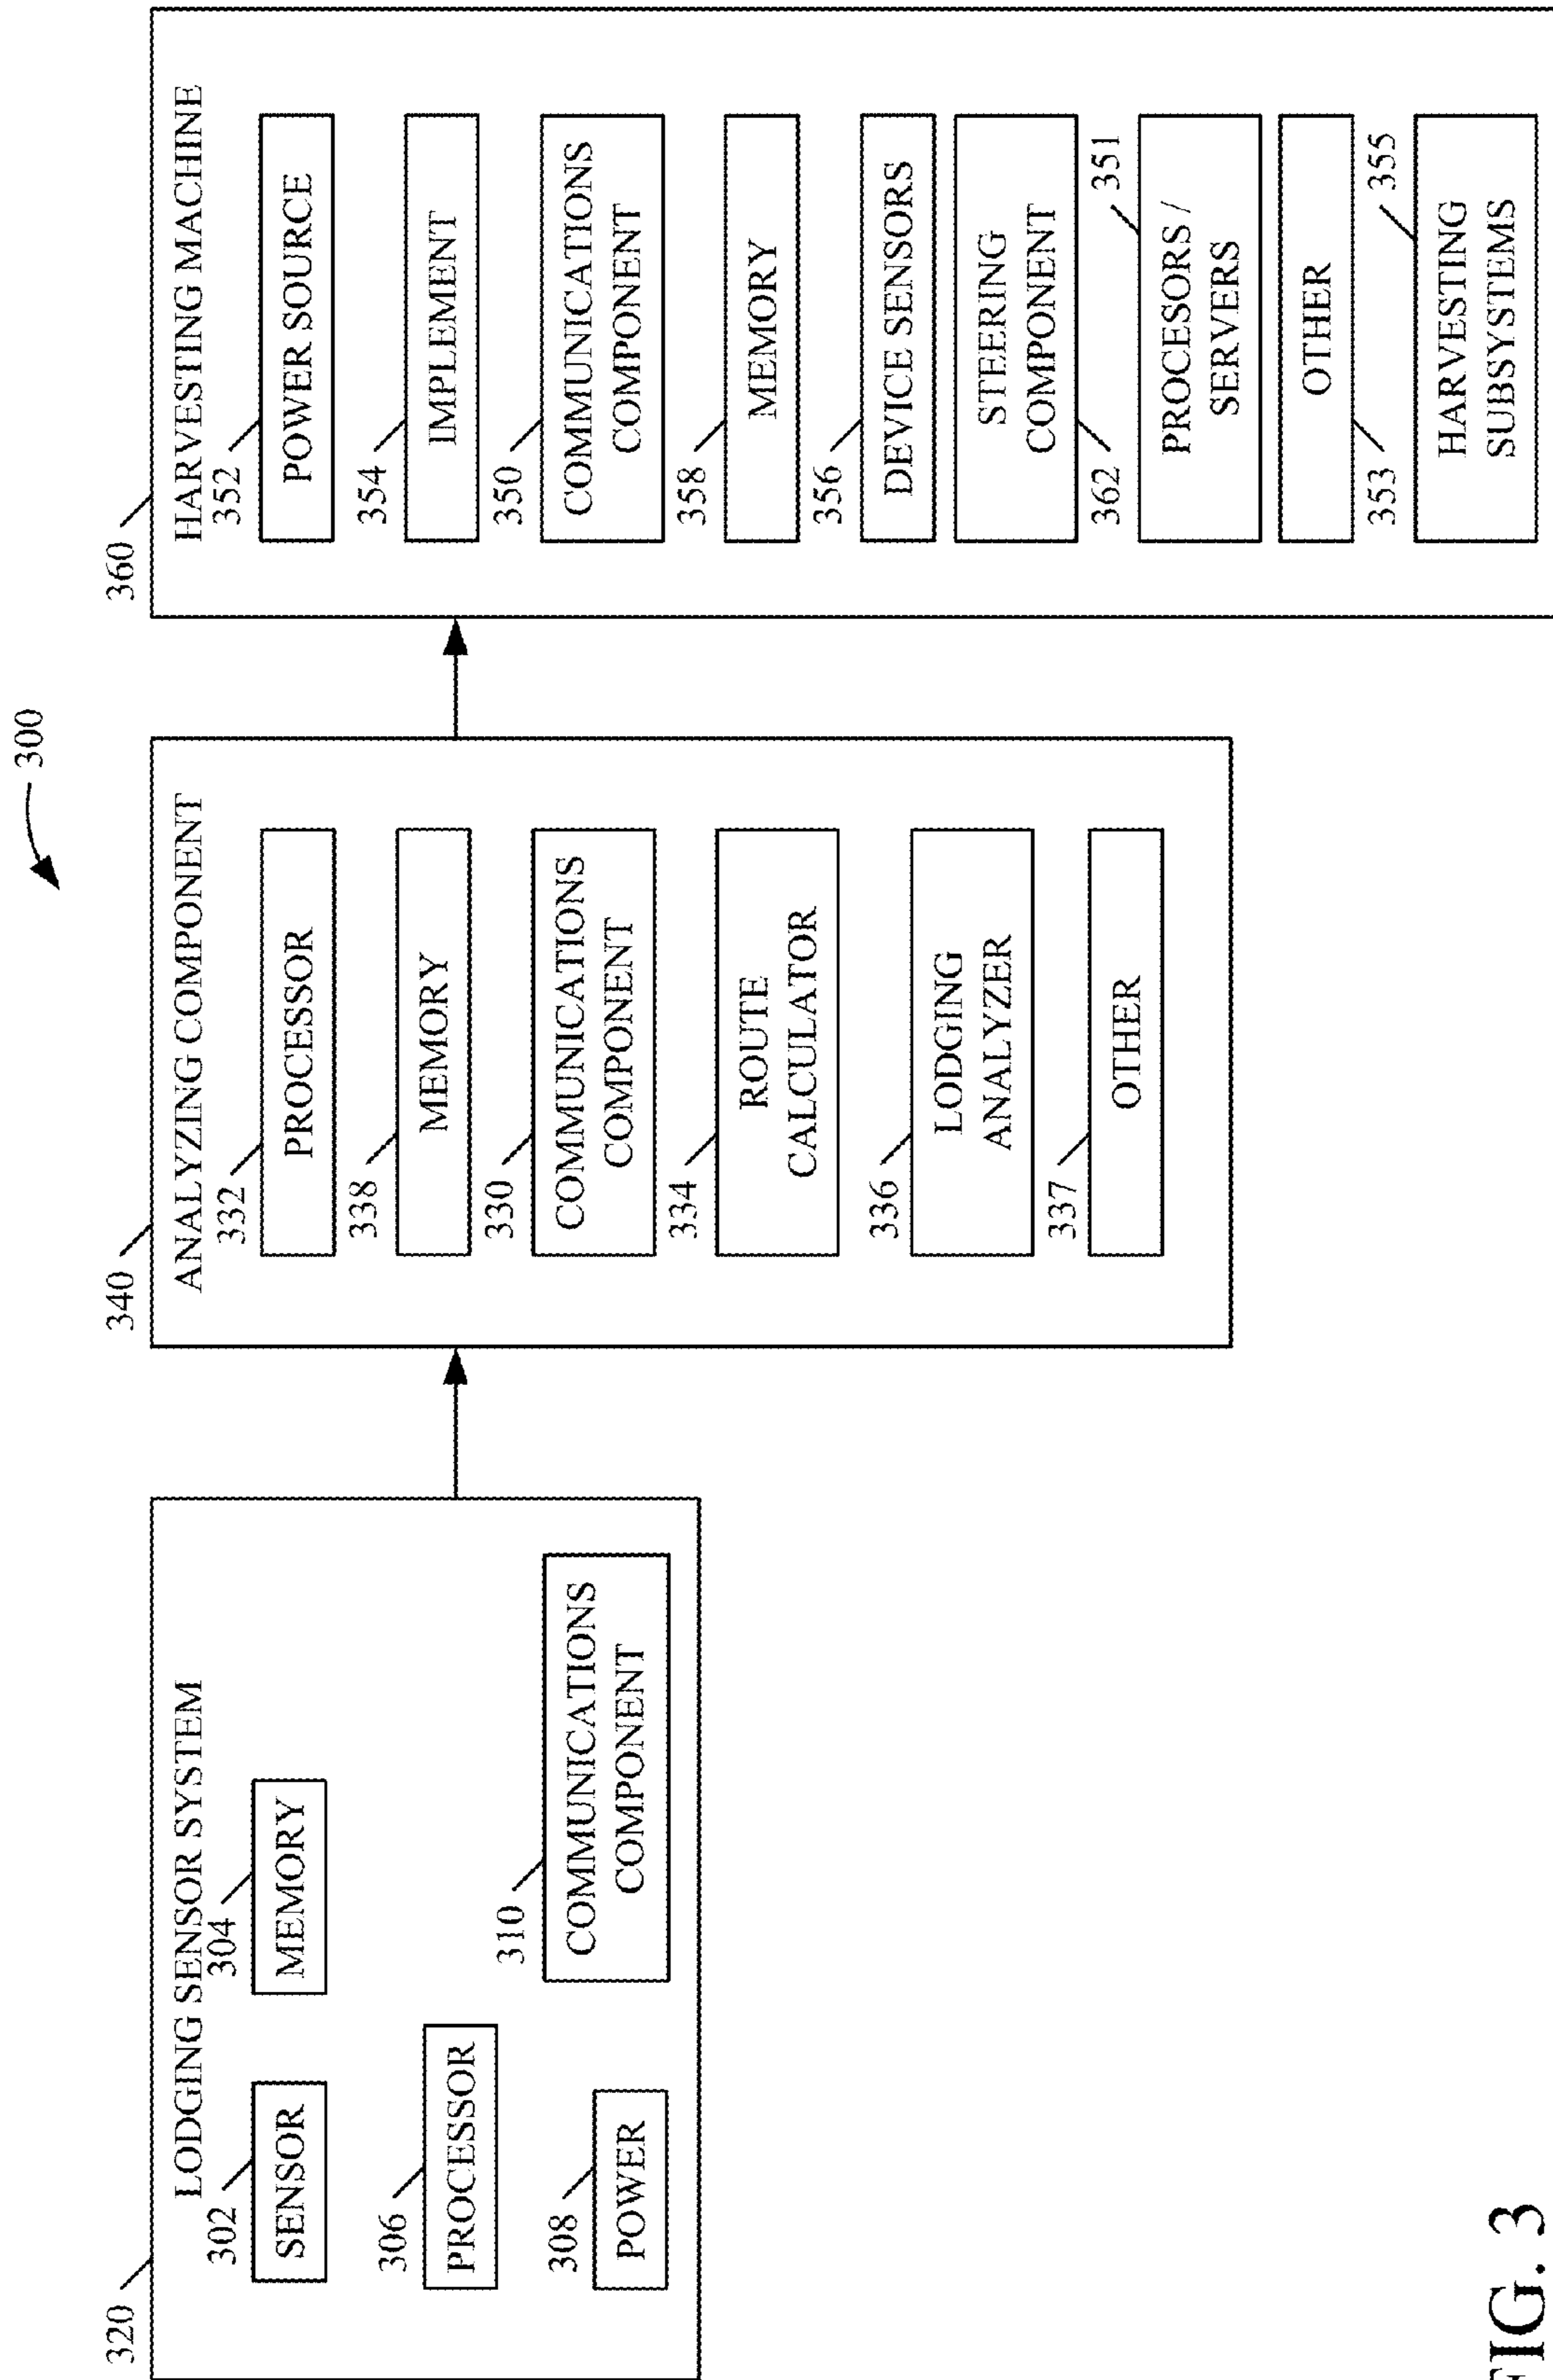 300
320
LODGING SENSOR SYSTEM
302
SENSOR
304
MEMORY
306
PROCESSOR
308
POWER
310
COMMUNICATIONS
COMPONENT
340
ANALYZING COMPONENT
332
PROCESSOR
338
MEMORY
330
COMMUNICATIONS
COMPONENT
334
ROUTE
CALCULATOR
336
LODGING
ANALYZER
337
OTHER
360
HARVESTING MACHINE
352
POWER SOURCE
354
IMPLEMENT
350
COMMUNICATIONS
COMPONENT
358
MEMORY
356
DEVICE SENSORS
STEERING
COMPONENT
362
351
PROCESORS /
SERVERS
OTHER
353
355
HARVESTING
SUBSYSTEMS
FIG. 3